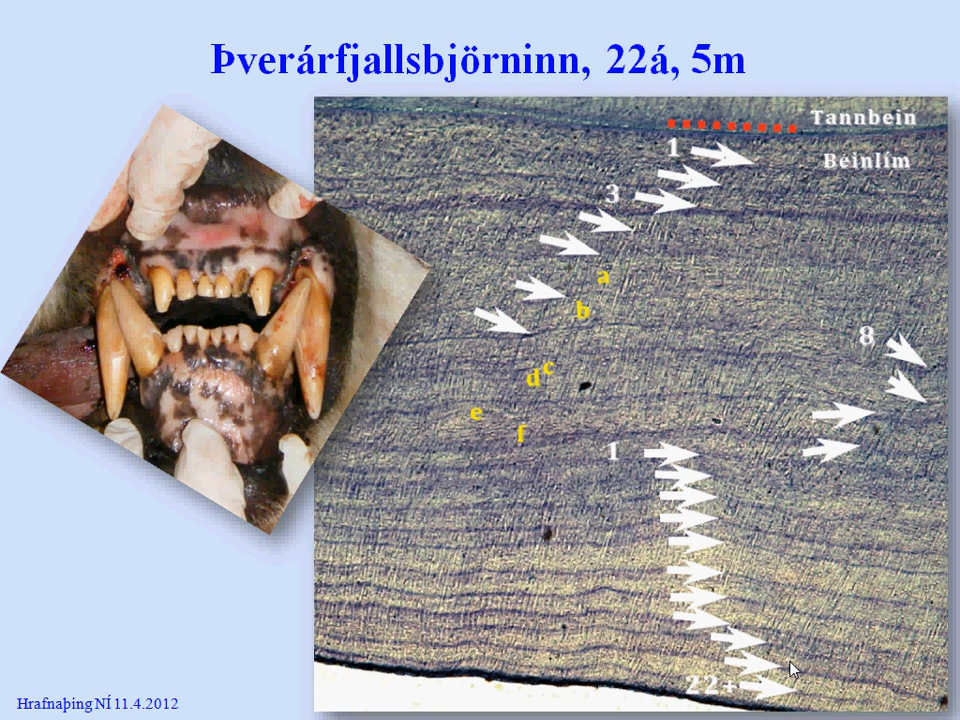 Þverárfjallsbjörninn, 22á, 5m
Tannbein
1
Beinlím
3
a
b
8
c
d
e
f
1
22+
Hrafnaþing NÍ 11.4.2012